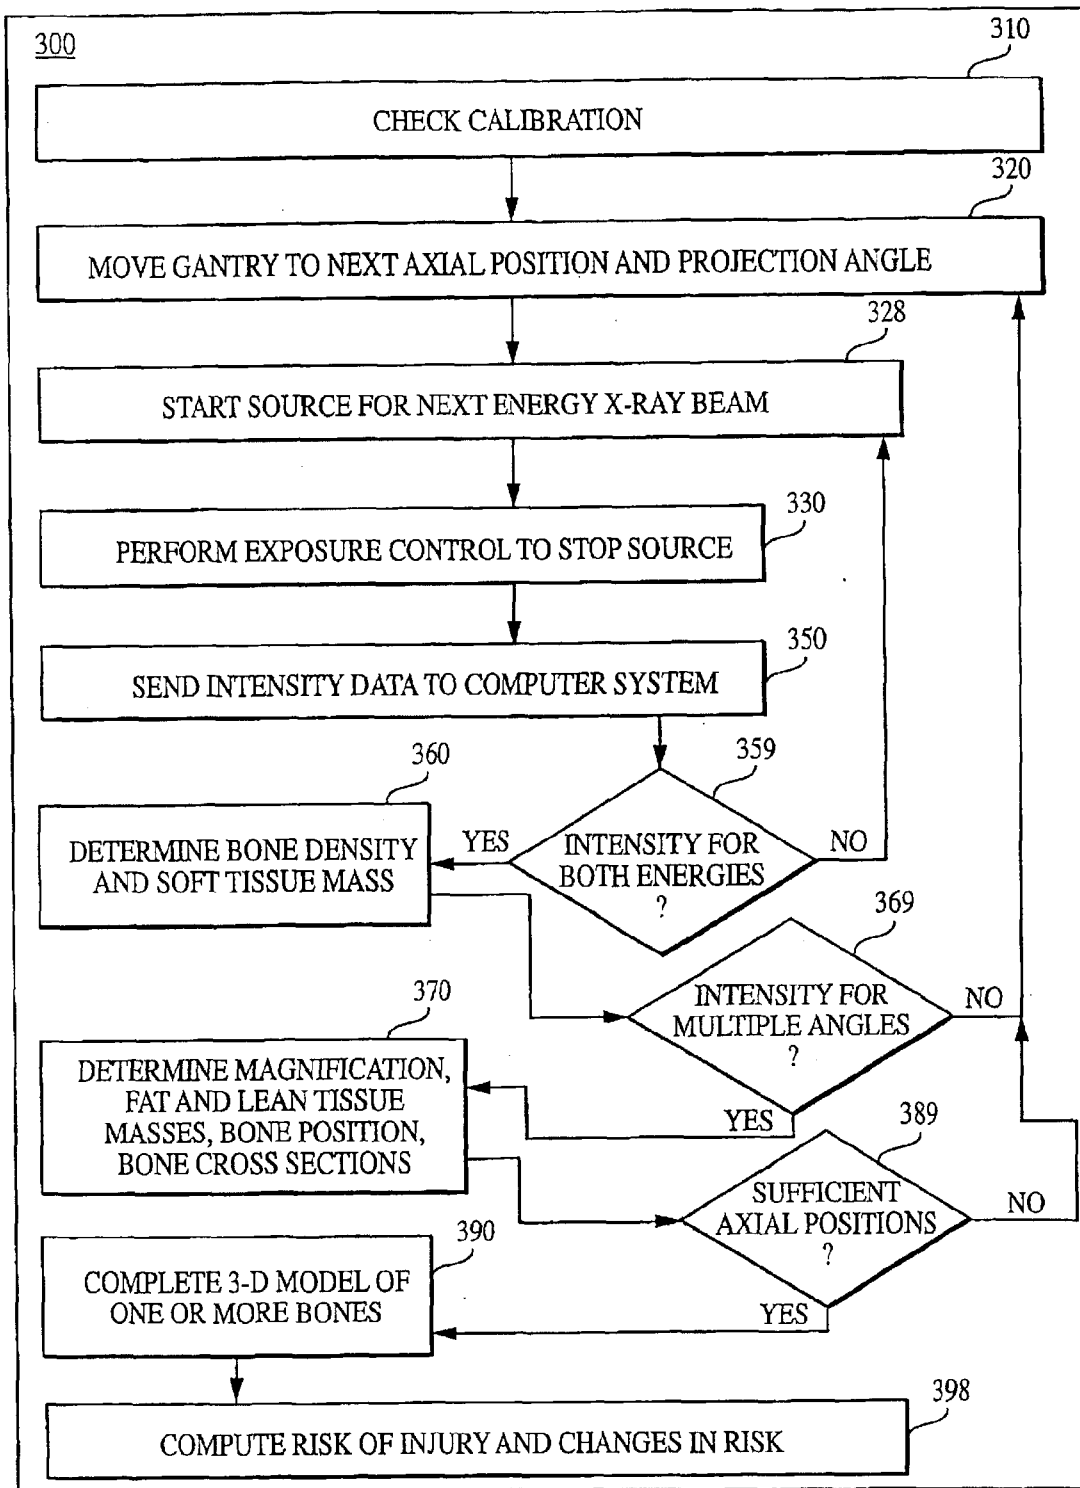 300
310
CHECK CALIBRATION
320
MOVE GANTRY TO NEXT AXIAL POSITION AND PROJECTION ANGLE
328
START SOURCE FOR NEXT ENERGY X-RAY BEAM
330
PERFORM EXPOSURE CONTROL TO STOP SOURCE
350
SEND INTENSITY DATA TO COMPUTER SYSTEM
359
INTENSITY FOR
BOTH ENERGIES
?
YES
NO
360
DETERMINE BONE DENSITY
AND SOFT TISSUE MASS
369
INTENSITY FOR
MULTIPLE ANGLES
?
NO
YES
370
DETERMINE MAGNIFICATION,
FAT AND LEAN TISSUE
MASSES, BONE POSITION,
BONE CROSS SECTIONS
389
SUFFICIENT
AXIAL POSITIONS
?
NO
YES
390
COMPLETE 3-D MODEL OF
ONE OR MORE BONES
398
COMPUTE RISK OF INJURY AND CHANGES IN RISK